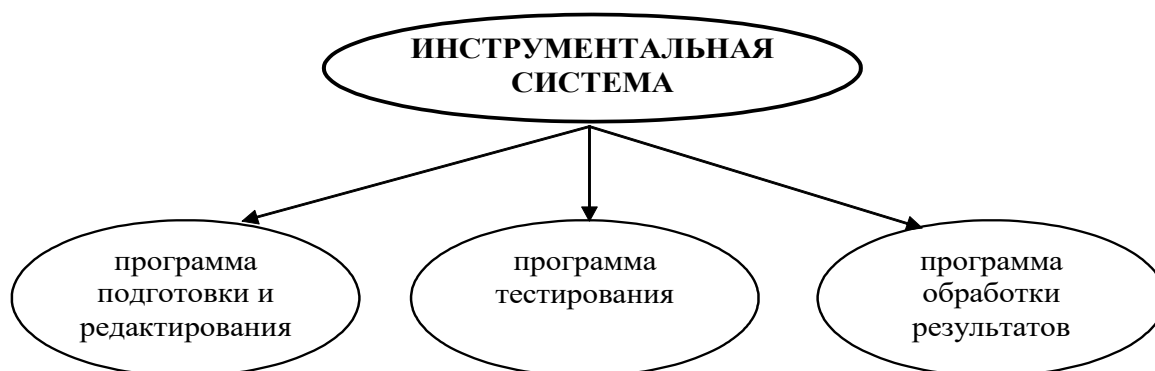 ИНСТРУМЕНТАЛЬНАЯ
СИСТЕМА
программа
подготовки и
редактирования
программа
тестирования
программа
обработки
результатов